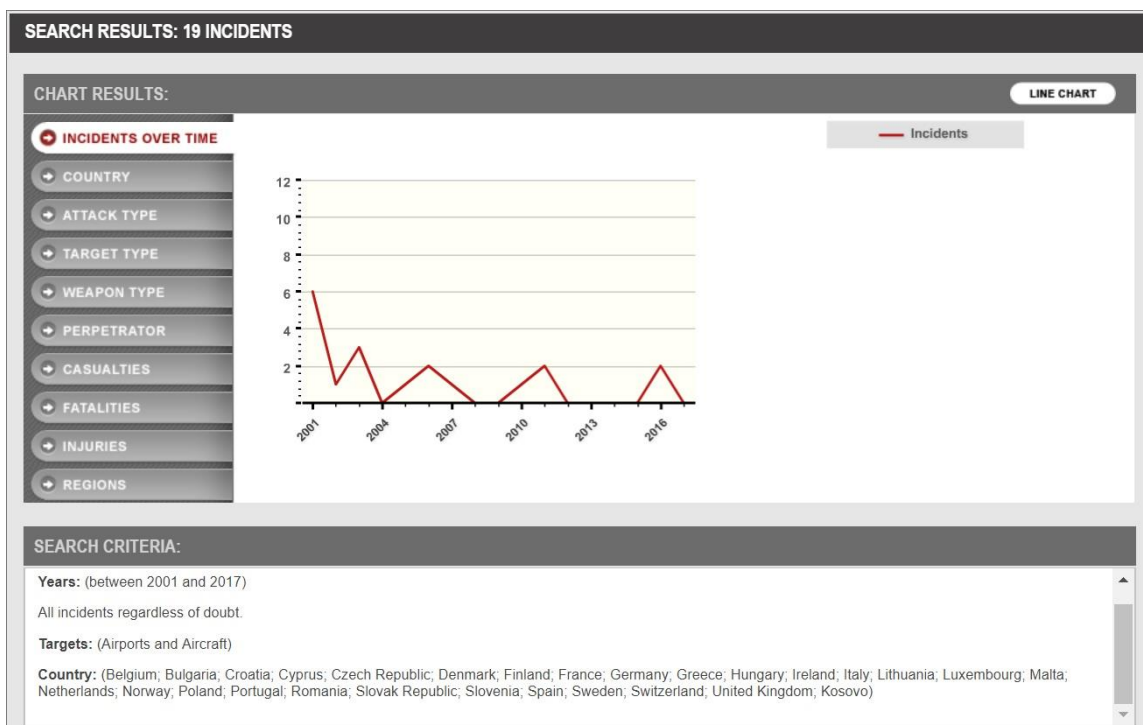 SEARCH RESULTS: 19 INCIDENTS
CHART RESULTS:
LINE CHART
INCIDENTS OVER TIME
COUNTRY
ATTACK TYPE
TARGET TYPE
WEAPON TYPE
PERPETRATOR
CASUALTIES
FATALITIES
INJURIES
REGIONS
Incidents
12
10
8
6
4
2
2001
2004
2007
2010
2013
2016
SEARCH CRITERIA:
Years: (between 2001 and 2017)
All incidents regardless of doubt.
Targets: (Airports and Aircraft)
Country: (Belgium; Bulgaria; Croatia; Cyprus; Czech Republic; Denmark; Finland; France; Germany; Greece; Hungary; Ireland; Italy; Lithuania; Luxembourg; Malta;
Netherlands; Norway; Poland; Portugal; Romania; Slovak Republic; Slovenia; Spain; Sweden; Switzerland; United Kingdom; Kosovo)